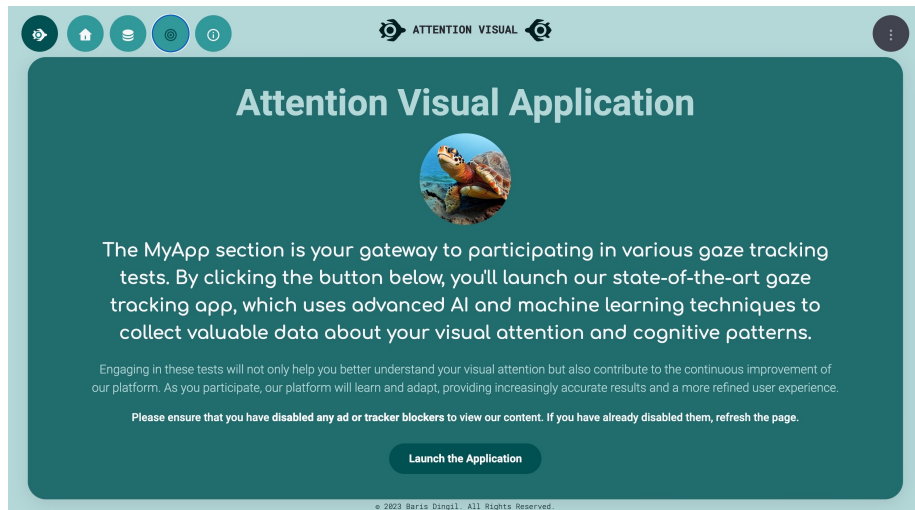 ATTENTION VISUAL
Attention Visual Application
The MyApp section is your gateway to participating in various gaze tracking
tests. By clicking the button below, you'll launch our state-of-the-art gaze
tracking app, which uses advanced AI and machine learning techniques to
collect valuable data about your visual attention and cognitive patterns.
Engaging in these tests will not only help you better understand your visual attention but also contribute to the continuous improvement of
our platform. As you participate, our platform will learn and adapt, providing increasingly accurate results and a more refined user experience.
Please ensure that you have disabled any ad or tracker blockers to view our content. If you have already disabled them, refresh the page.
Launch the Application
© 2023 Baris Dingil. All Rights Reserved.